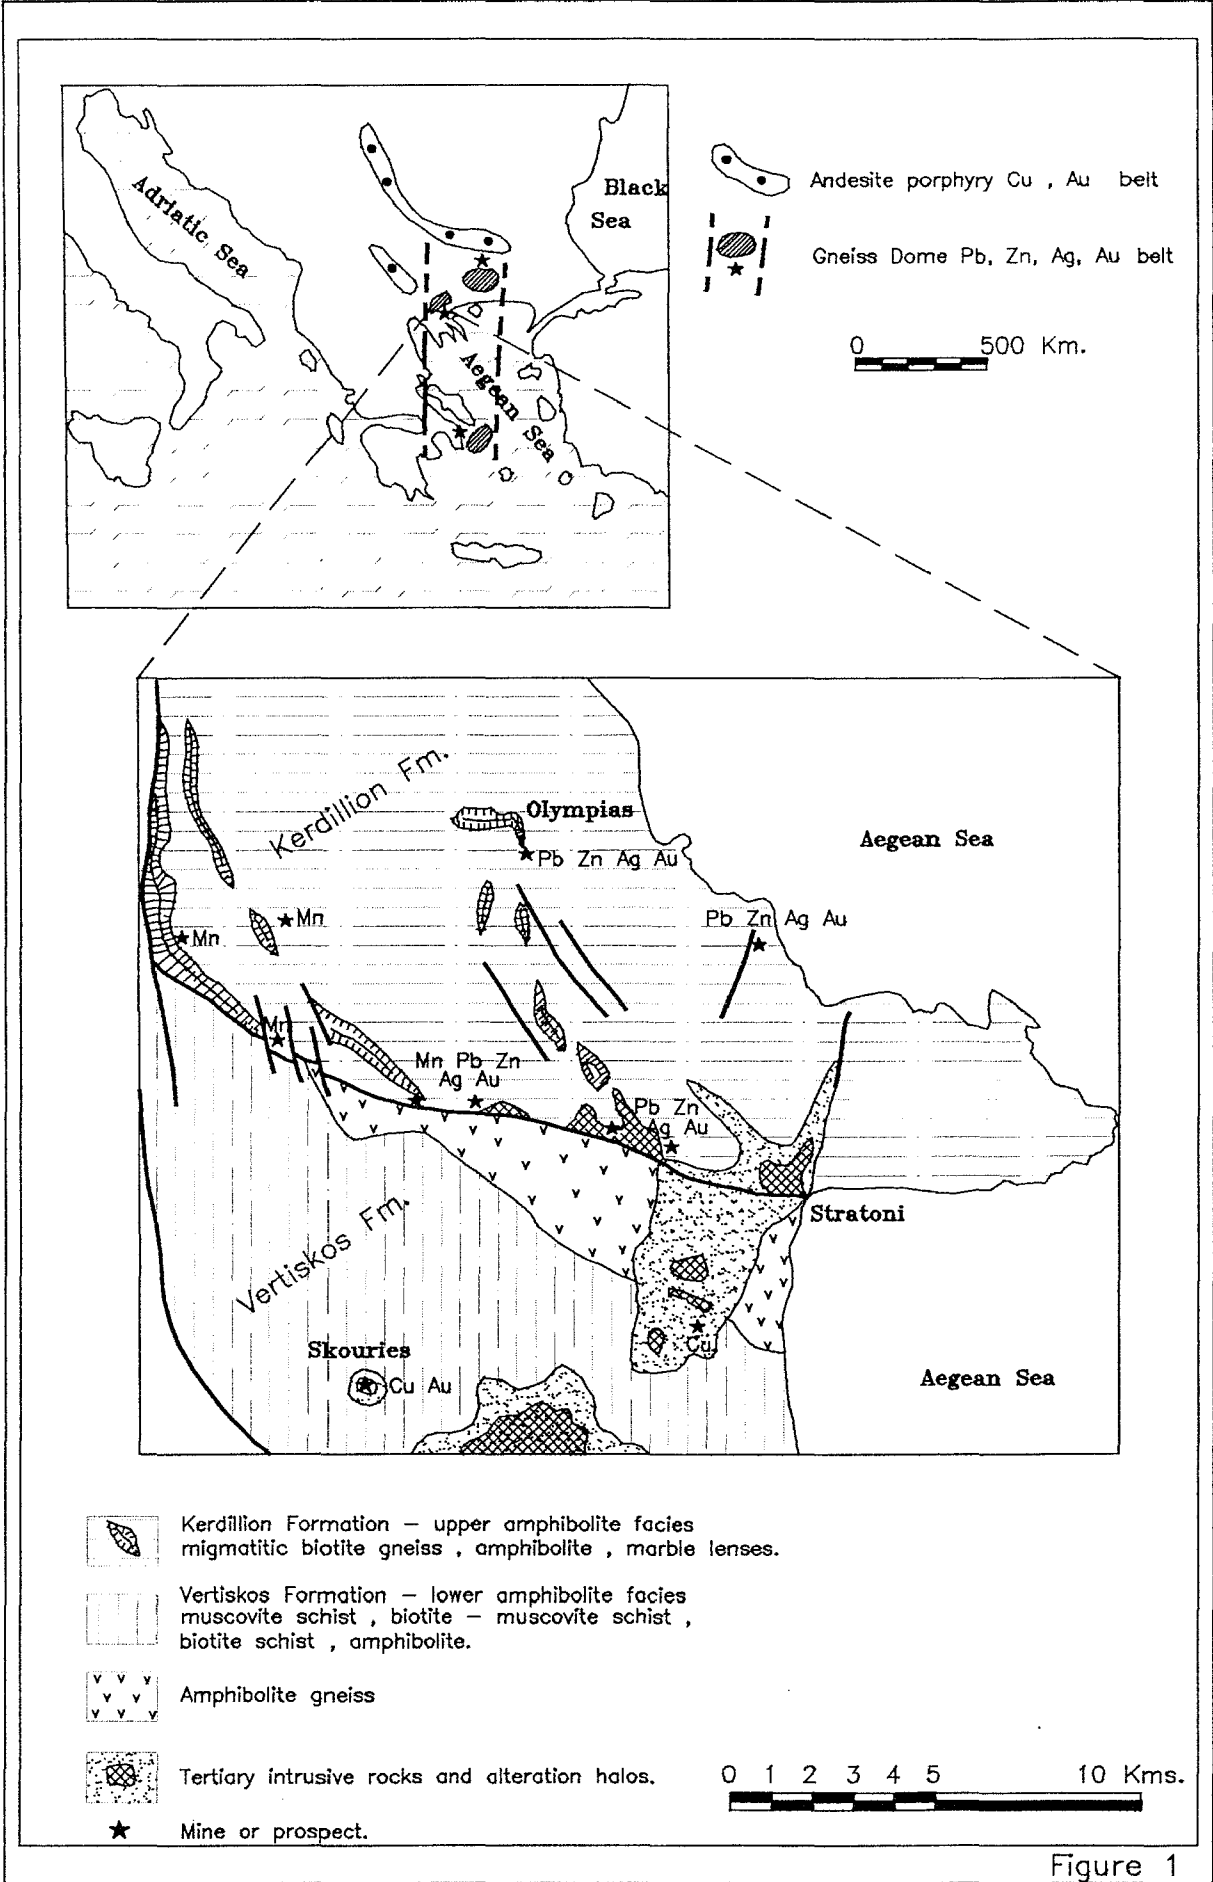 Adriatic Sea
Black
Sea
Aegean Sea
Andesite porphyry Cu , Au belt
Gneiss Dome Pb, Zn, Ag, Au belt
0 500 Km.
Kerdillion Fm.
Olympias
Pb Zn Ag Au
Aegean Sea
Pb Zn Ag Au
Mn
Mn
Mn
Mn Pb Zn
Ag Au
Pb Zn
Ag Au
Stratoni
Vertiskos Fm.
Cu
Skouries
Cu Au
Aegean Sea
Kerdillion Formation – upper amphibolite facies
migmatitic biotite gneiss , amphibolite , marble lenses.
Vertiskos Formation – lower amphibolite facies
muscovite schist , biotite – muscovite schist ,
biotite schist , amphibolite.
Amphibolite gneiss
Tertiary intrusive rocks and alteration halos.
0 1 2 3 4 5 10 Kms.
Mine or prospect.
Figure 1